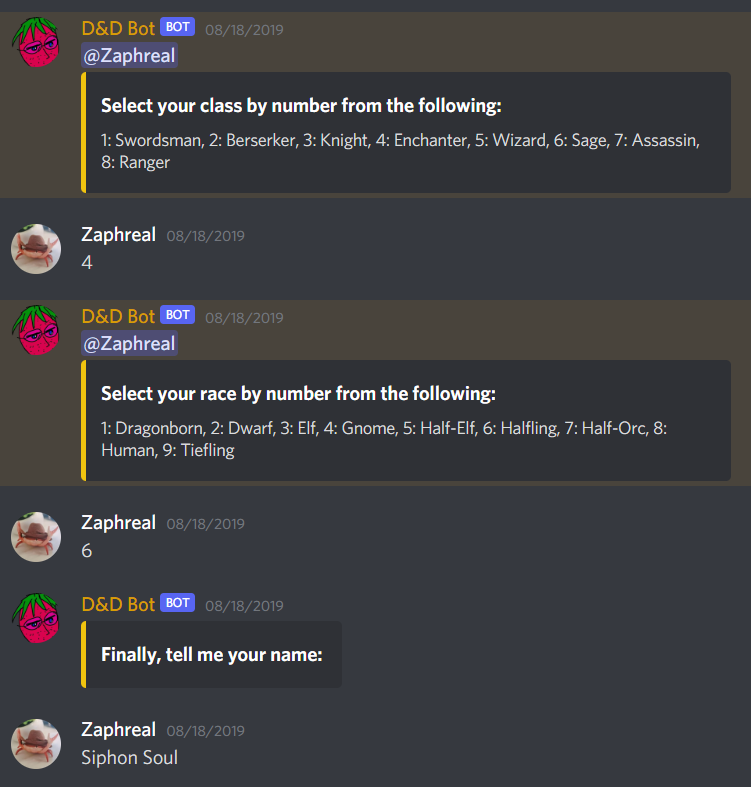 D&D Bot BOT 08/18/2019
@Zaphreal
Select your class by number from the following:
1: Swordsman, 2: Berserker, 3: Knight, 4: Enchanter, 5: Wizard, 6: Sage, 7: Assassin,
8: Ranger
Zaphreal 08/18/2019
4
D&D Bot BOT 08/18/2019
@Zaphreal
Select your race by number from the following:
1: Dragonborn, 2: Dwarf, 3: Elf, 4: Gnome, 5: Half-Elf, 6: Halfling, 7: Half-Orc, 8:
Human, 9: Tiefling
Zaphreal 08/18/2019
6
D&D Bot BOT 08/18/2019
Finally, tell me your name:
Zaphreal 08/18/2019
Siphon Soul